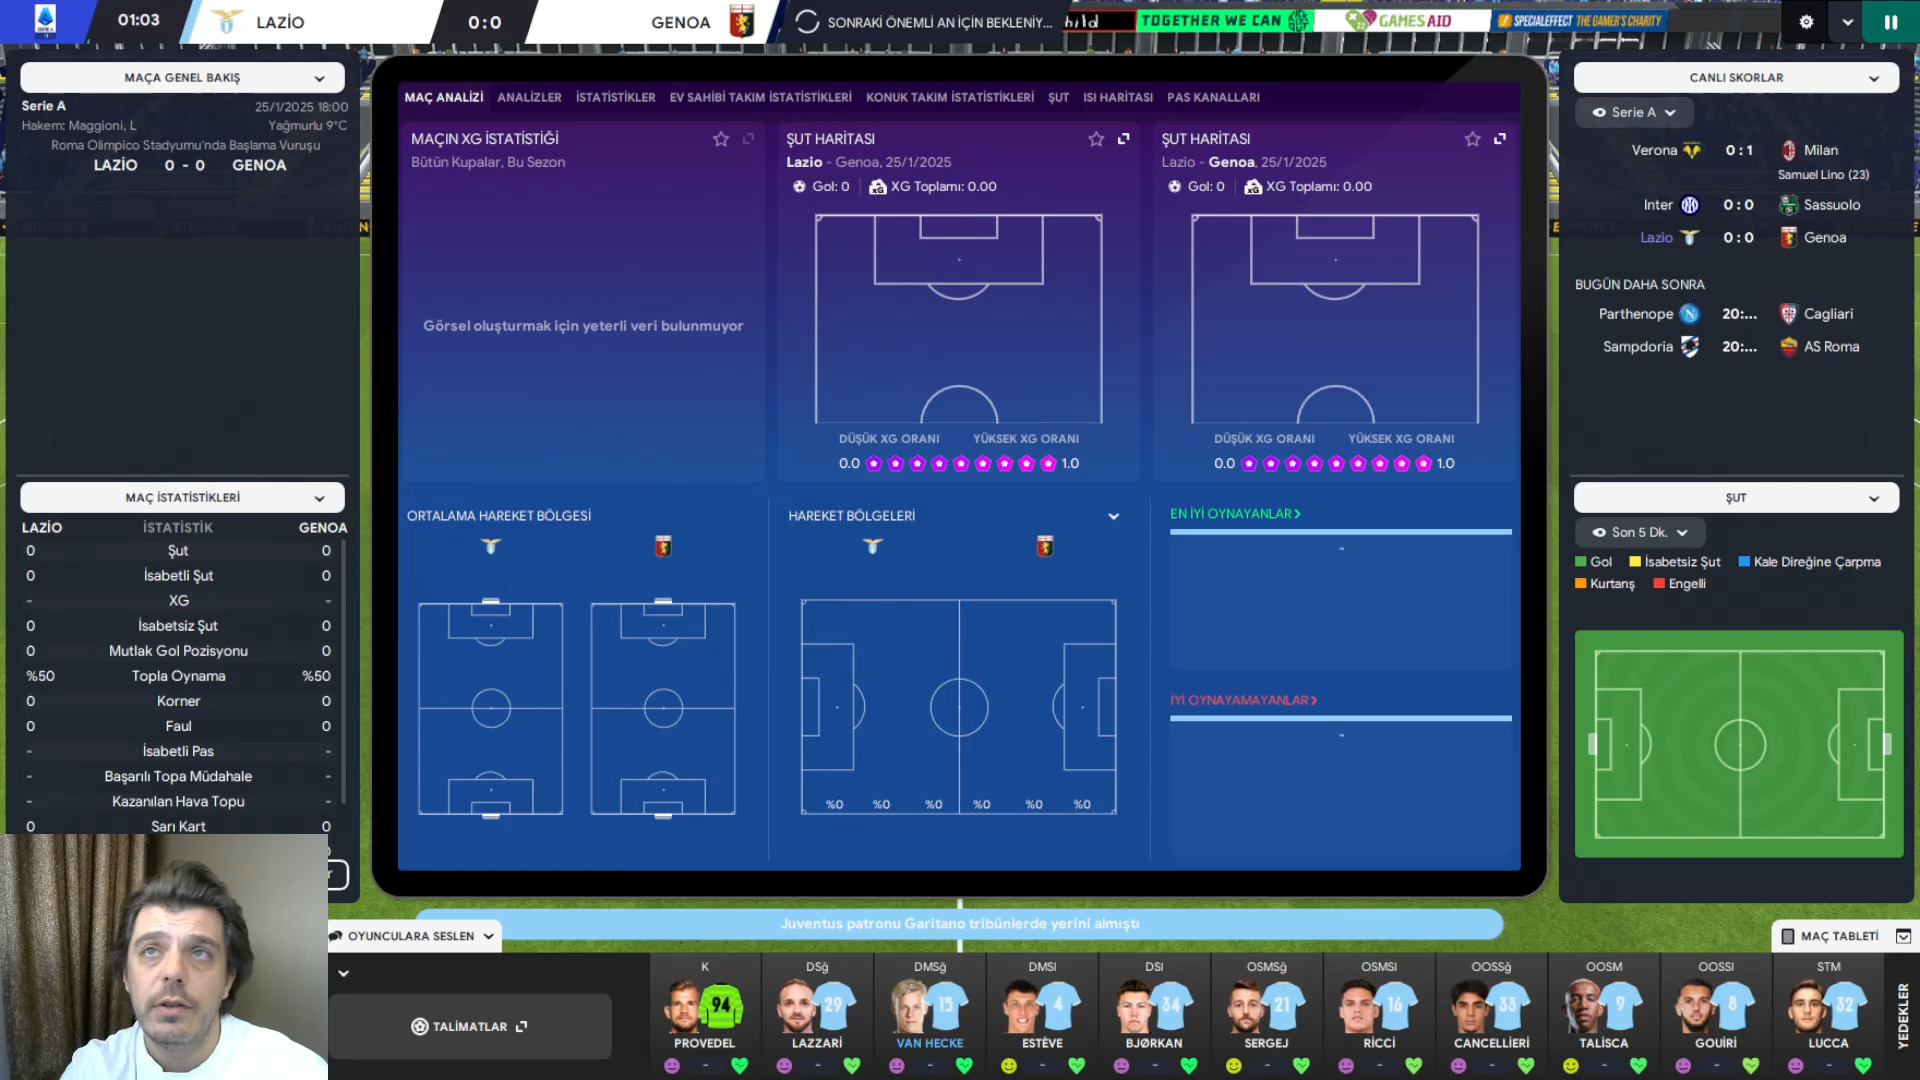 01:03
LAZİO
0 : 0
GENOA
SONRAKİ ÖNEMLİ AN İÇİN BEKLENİY...
TOGETHER WE CAN
GAMES AID
SPECIALEFFECT THE GAMER'S CHARITY
MAÇA GENEL BAKIŞ
Serie A
25/1/2025 18:00
Hakem: Maggioni, L
Yağmurlu 9°C
Roma Olimpico Stadyumu'nda Başlama Vuruşu
LAZİO 0 - 0 GENOA
MAÇ İSTATİSTİKLERİ
LAZİO İSTATİSTİK GENOA
0 Şut 0
0 İsabetli Şut 0
- XG -
0 İsabetsiz Şut 0
0 Mutlak Gol Pozisyonu 0
%50 Topla Oynama %50
0 Korner 0
0 Faul 0
- İsabetli Pas -
- Başarılı Topa Müdahale -
- Kazanılan Hava Topu -
0 Sarı Kart 0
MAÇ ANALİZİ ANALİZLER İSTATİSTİKLER EV SAHİBİ TAKIM İSTATİSTİKLERİ KONUK TAKIM İSTATİSTİKLERİ ŞUT ISI HARİTASI PAS KANALLARI
MAÇIN XG İSTATİSTİĞİ
Bütün Kupalar, Bu Sezon
Görsel oluşturmak için yeterli veri bulunmuyor
ŞUT HARİTASI
Lazio - Genoa, 25/1/2025
Gol: 0 XG Toplamı: 0.00
DÜŞÜK XG ORANI YÜKSEK XG ORANI
0.0 1.0
ŞUT HARİTASI
Lazio - Genoa, 25/1/2025
Gol: 0 XG Toplamı: 0.00
DÜŞÜK XG ORANI YÜKSEK XG ORANI
0.0 1.0
ORTALAMA HAREKET BÖLGESİ
HAREKET BÖLGELERİ
%0 %0 %0 %0 %0 %0
EN İYİ OYNAYANLAR >
-
İYİ OYNAYAMAYANLAR >
-
CANLI SKORLAR
Serie A
Verona 0 : 1 Milan
Samuel Lino (23)
Inter 0 : 0 Sassuolo
Lazio 0 : 0 Genoa
BUGÜN DAHA SONRA
Parthenope 20:... Cagliari
Sampdoria 20:... AS Roma
ŞUT
Son 5 Dk.
Gol İsabetsiz Şut Kale Direğine Çarpma
Kurtarış Engelli
Juventus patronu Garitano tribünlerde yerini almıştı
OYUNCULARA SESLEN
MAÇ TABLETİ
TALİMATLAR
K DSğ DMSğ DMSI DSI OSMSğ OSMSI OOSSğ OOSM OOSSI STM
94 29 15 4 34 21 16 33 9 8 32
PROVEDEL LAZZARI VAN HECKE ESTÈVE BJØRKAN SERGEJ RİCCİ CANCELLİERİ TALİSCA GOUİRİ LUCCA
- - - - - - - - - - -
YEDEKLER